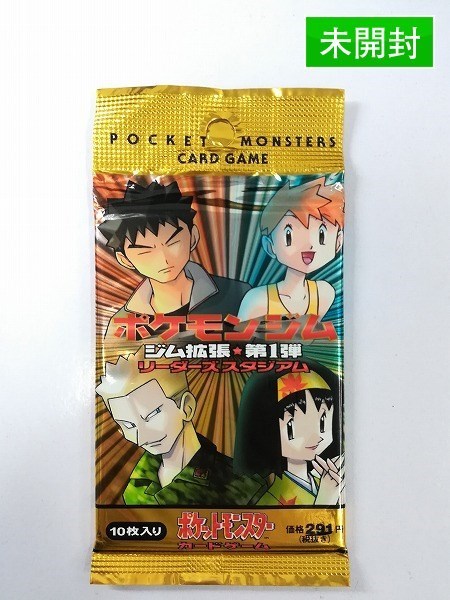 未開封
POCKET MONSTERS
CARD GAME
ポケモンジム
ジム拡張★第1弾
リーダーズスタジアム
10枚入り
ポケットモンスター
カードゲーム
価格291円
(税抜き)